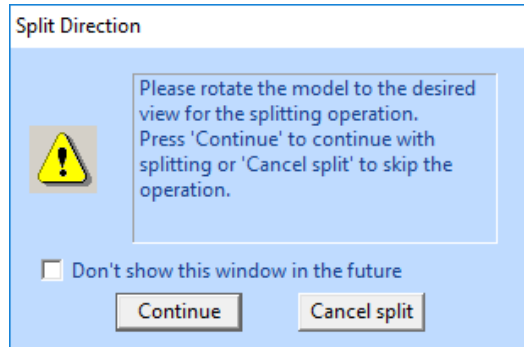 Split Direction
Please rotate the model to the desired
view for the splitting operation.
Press 'Continue' to continue with
splitting or 'Cancel split' to skip the
operation.
Don't show this window in the future
Continue
Cancel split